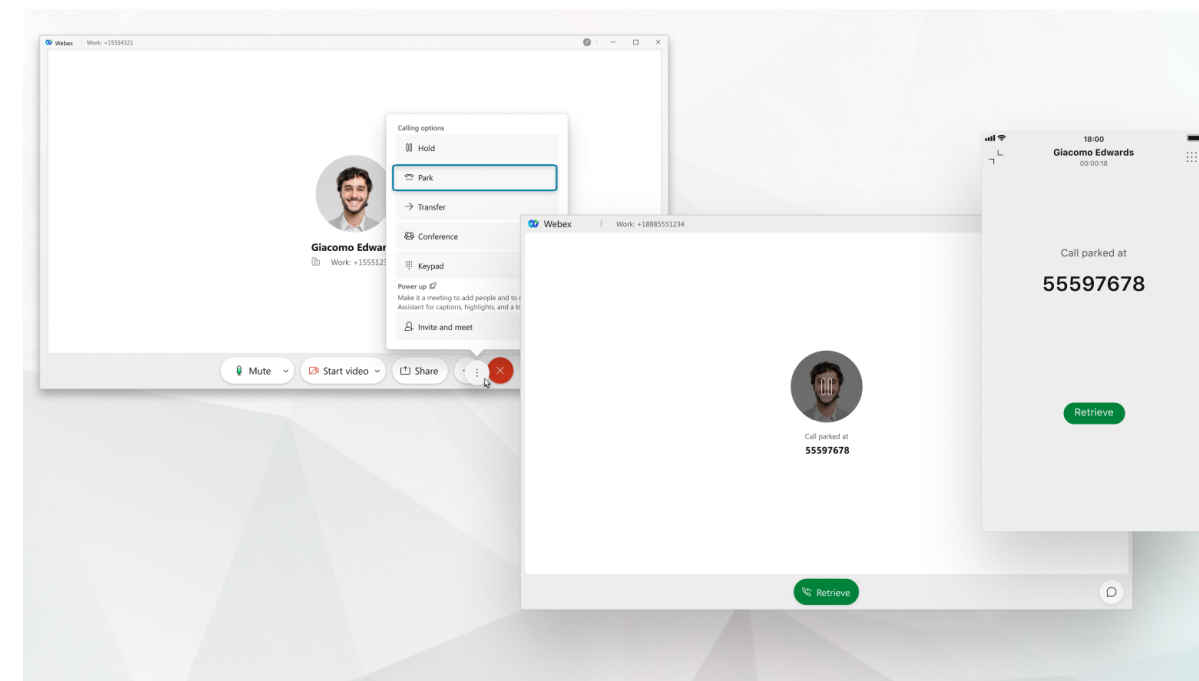 Webex Work: +15554321
Calling options
Hold
Park
Transfer
Conference
Keypad
Power up
Make it a meeting to add people and to
Assistant for captions, highlights, and a
Invite and meet
Giacomo
Work:
Mute
Start video
Share
Webex Work: +18885551234
Call parked at
55597678
Retrieve
18:00
Giacomo Edwards
00:00:18
Call parked at
55597678
Retrieve